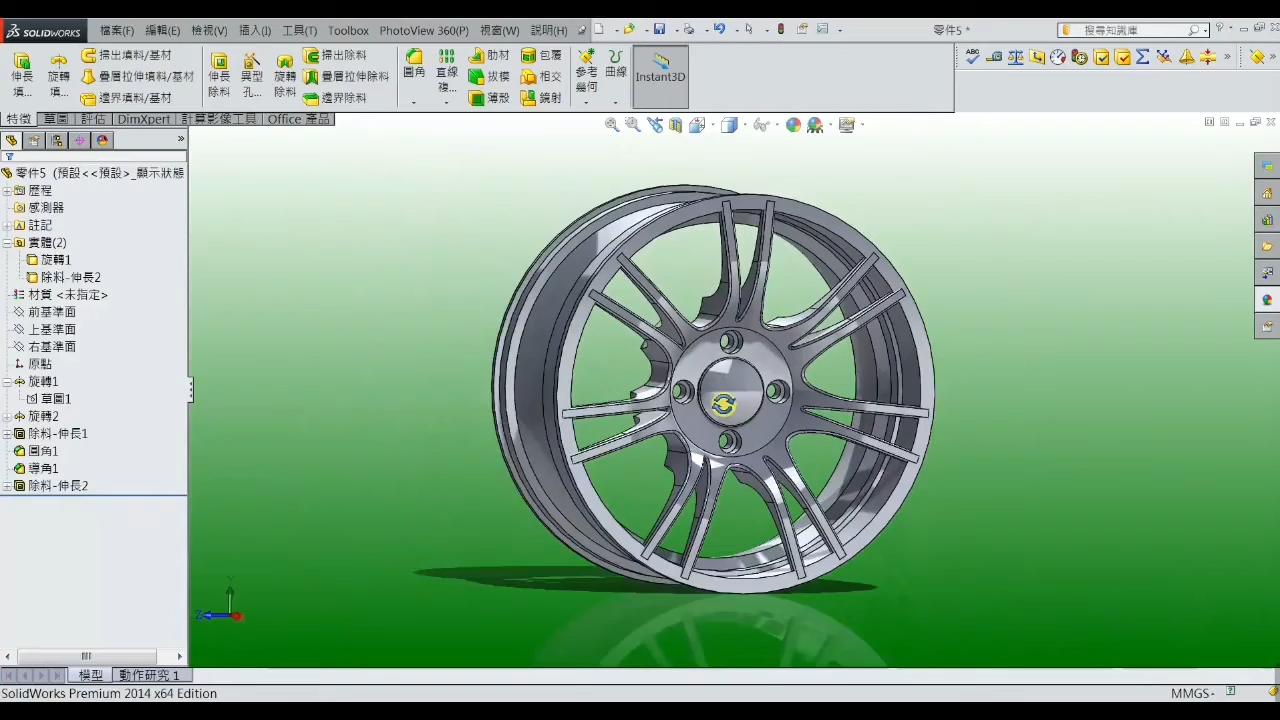 SOLIDWORKS 檔案(F) 編輯(E) 檢視(V) 插入(I) 工具(T) Toolbox PhotoView 360(P) 視窗(W) 說明(H) 零件5 * 搜尋知識庫
伸長填... 旋轉填... 掃出填料/基材 疊層拉伸填料/基材 邊界填料/基材 伸長除料 異型孔... 旋轉除料 掃出除料 疊層拉伸除料 邊界除料 圓角 直線複... 肋材 拔模 薄殼 包覆 相交 鏡射 參考幾何 曲線 Instant3D
特徵 草圖 評估 DimXpert 計算影像工具 Office 產品
零件5 (預設<<預設>_顯示狀態
歷程
感測器
註記
實體(2)
旋轉1
除料-伸長2
材質 <未指定>
前基準面
上基準面
右基準面
原點
旋轉1
草圖1
旋轉2
除料-伸長1
圓角1
導角1
除料-伸長2
Y
Z
模型 動作研究 1
SolidWorks Premium 2014 x64 Edition MMGS